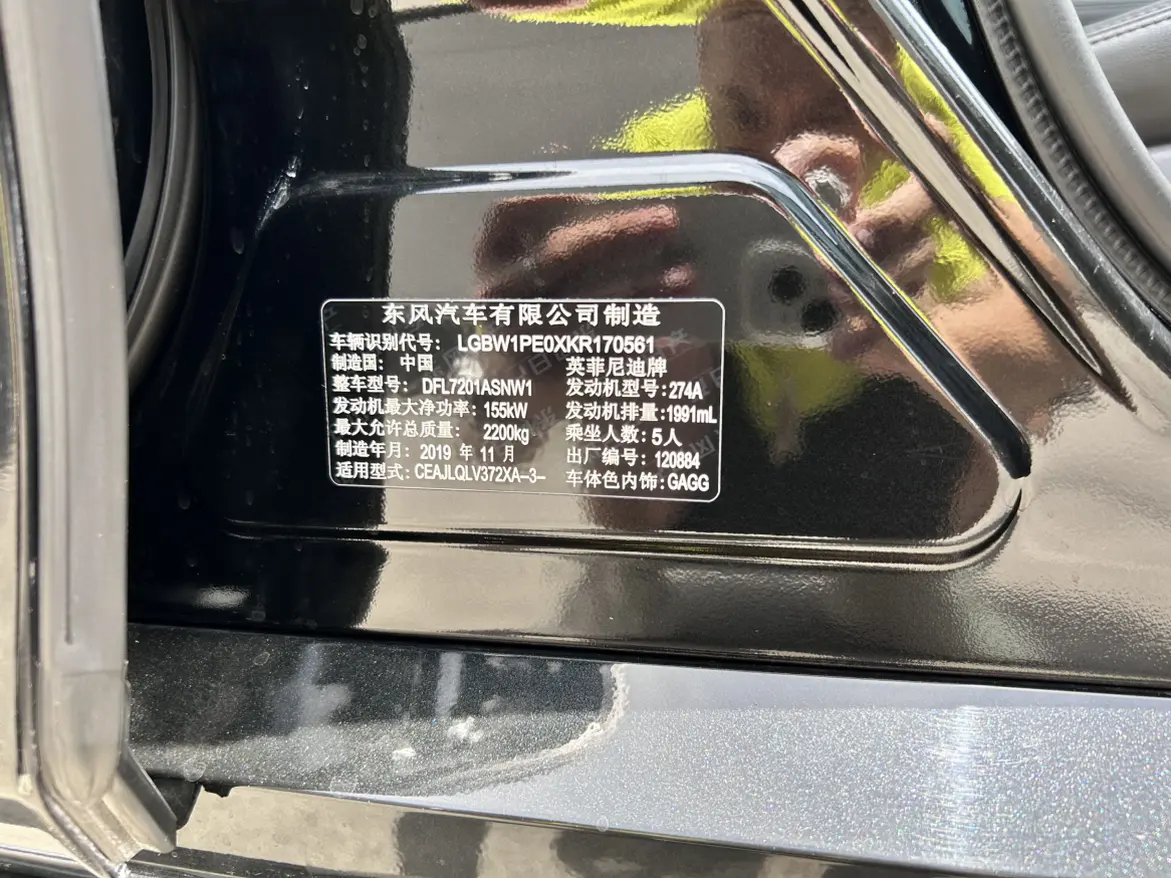 东风汽车有限公司制造
车辆识别代号： LGBW1PE0XKR170561
制造国： 中国 英菲尼迪牌
整车型号： DFL7201ASNW1 发动机型号:274A
发动机最大净功率: 155kW 发动机排量:1991mL
最大允许总质量： 2200kg 乘坐人数: 5人
制造年月: 2019 年 11 月 出厂编号: 120884
适用型式: CEAJLQLV372XA-3- 车体色内饰:GAGG